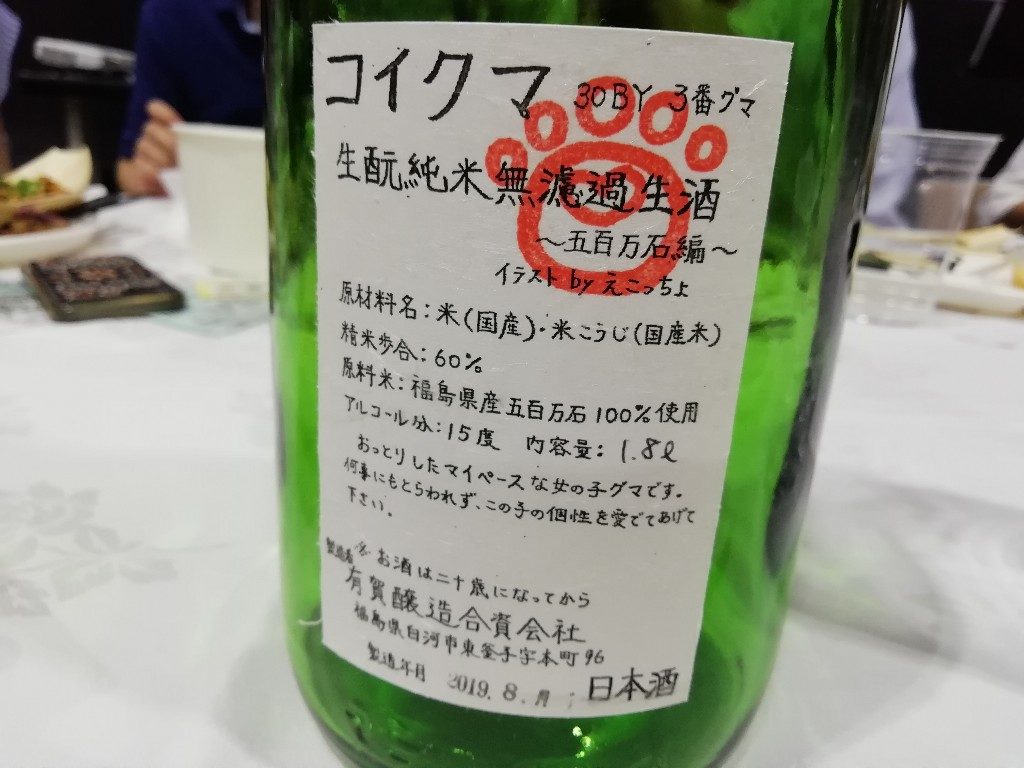 コイクマ 30BY 3番グマ
生酛純米無濾過生酒
～五百万石編～
イラスト by えこっちょ
原材料名:米(国産)・米こうじ(国産米)
精米歩合:60%
原料米:福島県産五百万石100%使用
アルコール分:15度 内容量:1.8ℓ
おっとりしたマイペースな女の子グマです。
何事にもとらわれず、この子の個性を愛でてあげて
下さい。
※お酒は二十歳になってから
製造者 有賀醸造合資会社
福島県白河市東釜子字本町96
製造年月 2019.8.月
日本酒